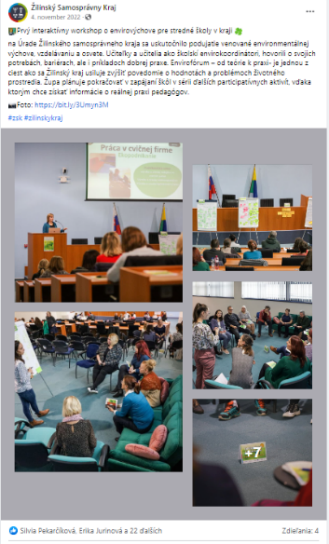 Žilinský Samosprávny Kraj
4. november 2022 ·
Prvý interaktívny workshop o envirovýchove pre stredné školy v kraji
na Úrade Žilinského samosprávneho kraja sa uskutočnilo podujatie venované environmentálnej
výchove, vzdelávaniu a osvete. Učiteľky a učitelia ako školskí envirokoordinátori, hovorili o svojich
potrebách, bariérach, ale i príkladoch dobrej praxe. Envirofórum – od teórie k praxi- je jednou z
ciest ako sa Žilinský kraj usiluje zvýšiť povedomie o hodnotách a problémoch životného
prostredia. Župa plánuje pokračovať v zapájaní škôl v sérii ďalších participatívnych aktivít, vďaka
ktorým chce získať informácie o reálnej praxi pedagógov.
Foto: https://bit.ly/3Umyn3M
#zsk #zilinskykraj
Práca v cvičnej firme
+7
Silvia Pekarčíková, Erika Jurinová a 22 ďalších
Zdieľania: 4